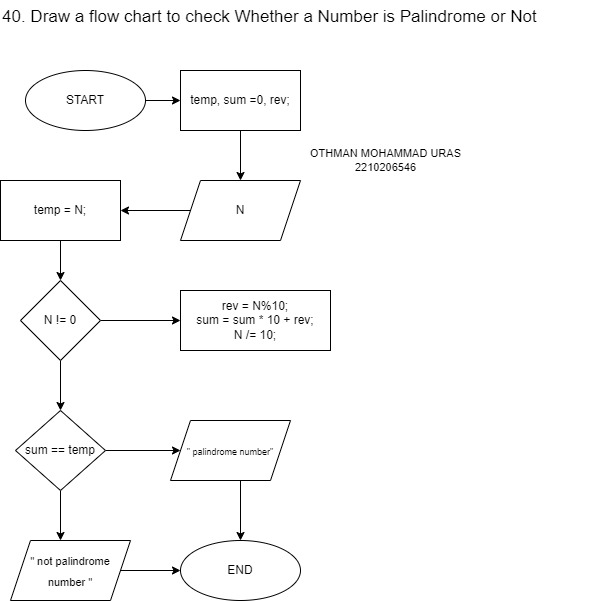 40. Draw a flow chart to check Whether a Number is Palindrome or Not
START
temp, sum =0, rev;
OTHMAN MOHAMMAD URAS
2210206546
temp = N;
N
N != 0
rev = N%10;
sum = sum * 10 + rev;
N /= 10;
sum == temp
" palindrome number"
" not palindrome
number "
END